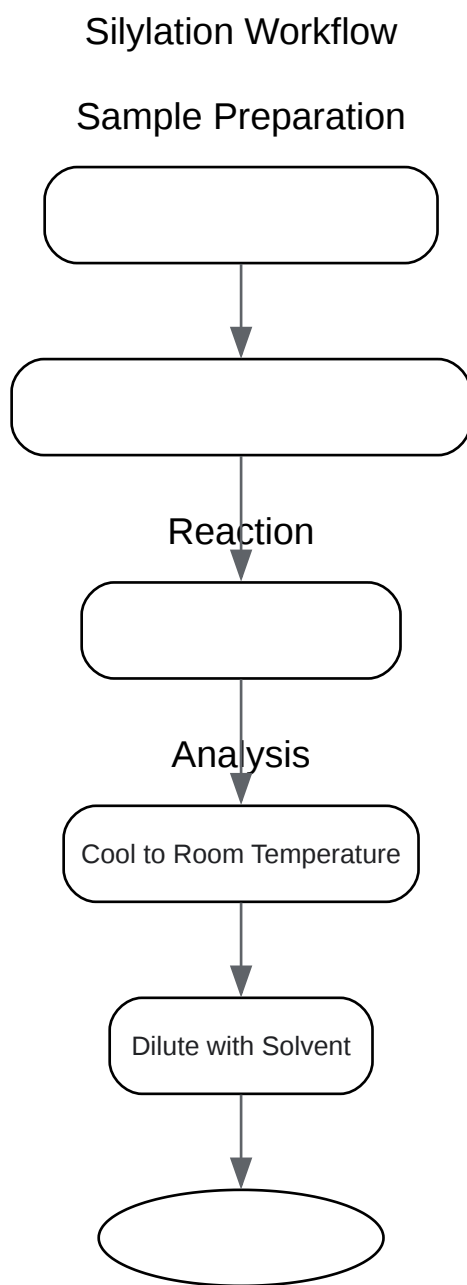 Silylation Workflow
Sample Preparation
Reaction
Analysis
Cool to Room Temperature
Dilute with Solvent